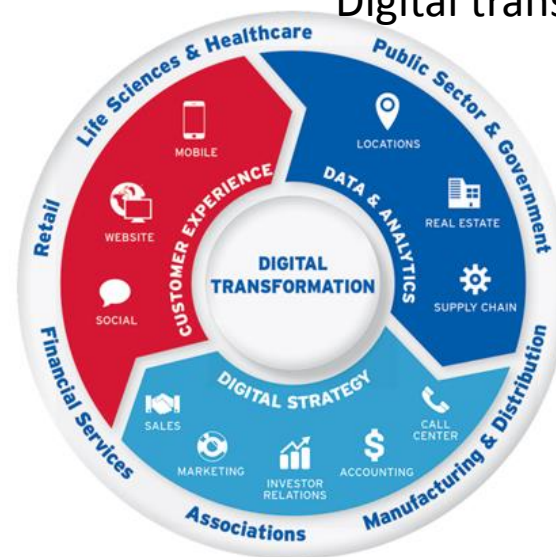 Digital trans
Life Sciences & Healthcare
Public Sector & Government
Retail
Financial Services
Associations
Manufacturing & Distribution
CUSTOMER EXPERIENCE
MOBILE
WEBSITE
SOCIAL
DATA & ANALYTICS
LOCATIONS
REAL ESTATE
SUPPLY CHAIN
DIGITAL
TRANSFORMATION
DIGITAL STRATEGY
SALES
MARKETING
INVESTOR
RELATIONS
$
ACCOUNTING
CALL
CENTER